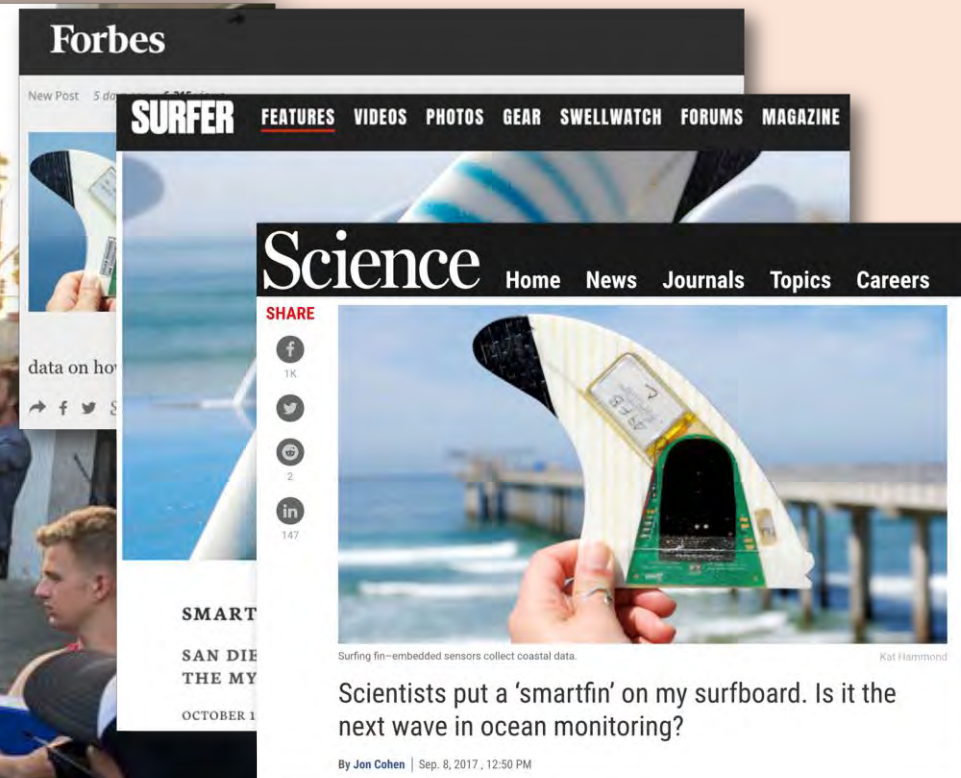 Forbes
New Post 5
SURFER FEATURES VIDEOS PHOTOS GEAR SWELLWATCH FORUMS MAGAZINE
data on how
SMART
SAN DIE
THE MY
OCTOBER 1
Science Home News Journals Topics Careers
SHARE
1K
2
in
147
Surfing fin–embedded sensors collect coastal data.
Kat Hammond
Scientists put a ‘smartfin’ on my surfboard. Is it the
next wave in ocean monitoring?
By Jon Cohen | Sep. 8, 2017 , 12:50 PM